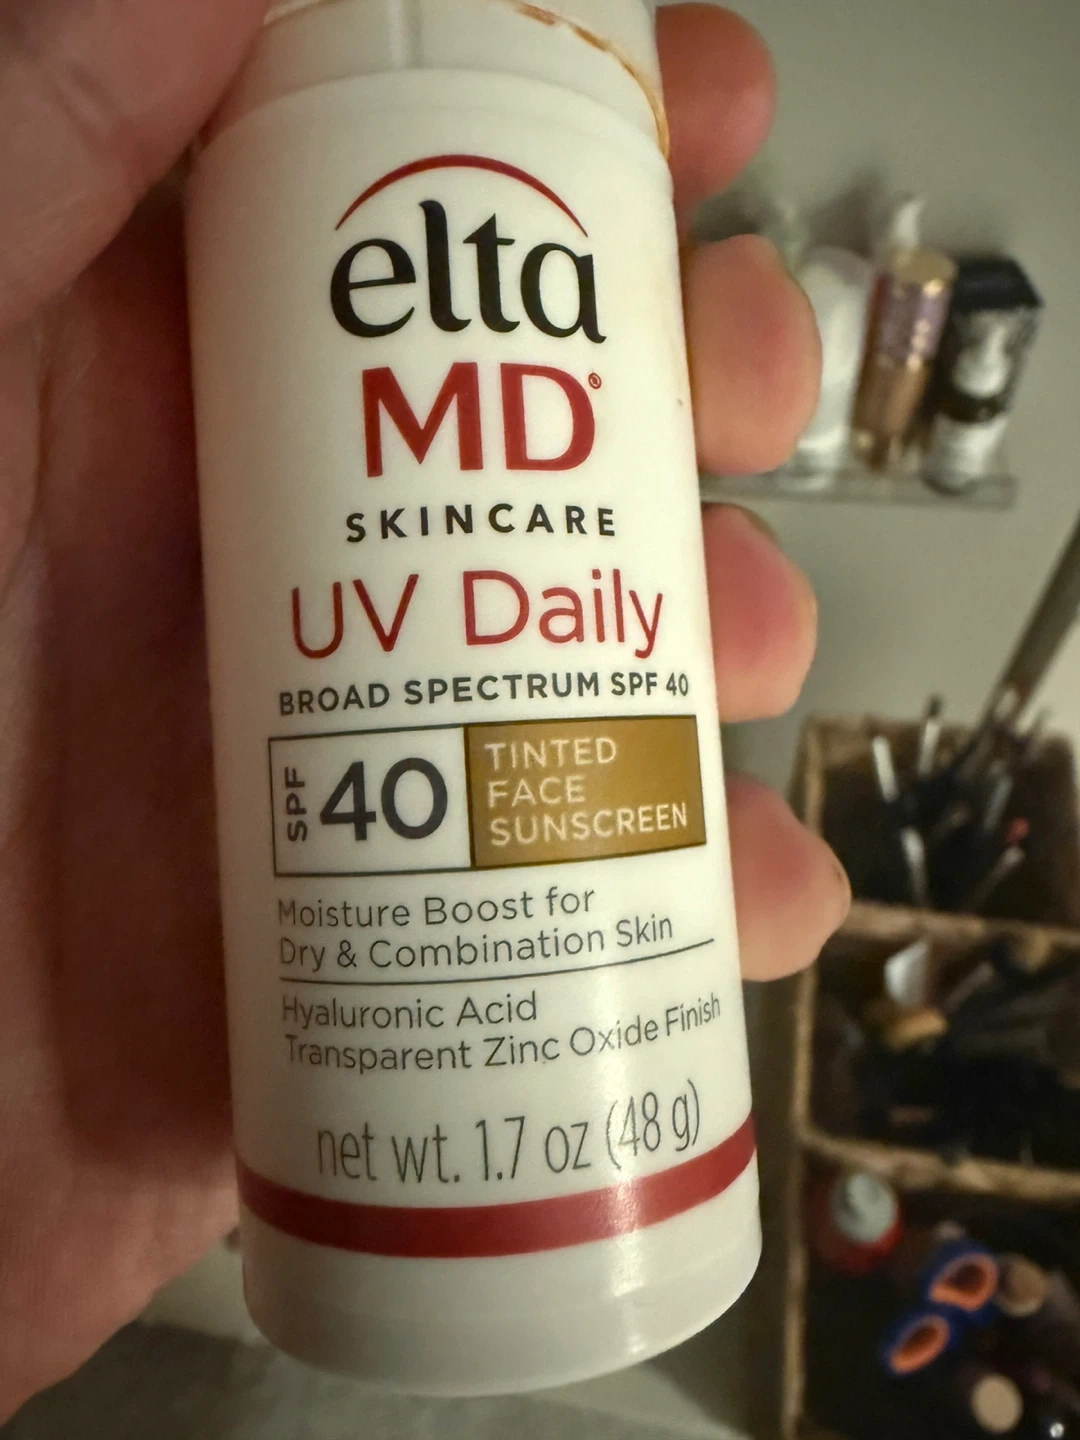 elta
MD®
SKINCARE
UV Daily
BROAD SPECTRUM SPF 40
SPF 40
TINTED
FACE
SUNSCREEN
Moisture Boost for
Dry & Combination Skin
Hyaluronic Acid
Transparent Zinc Oxide Finish
net wt. 1.7 oz (48 g)